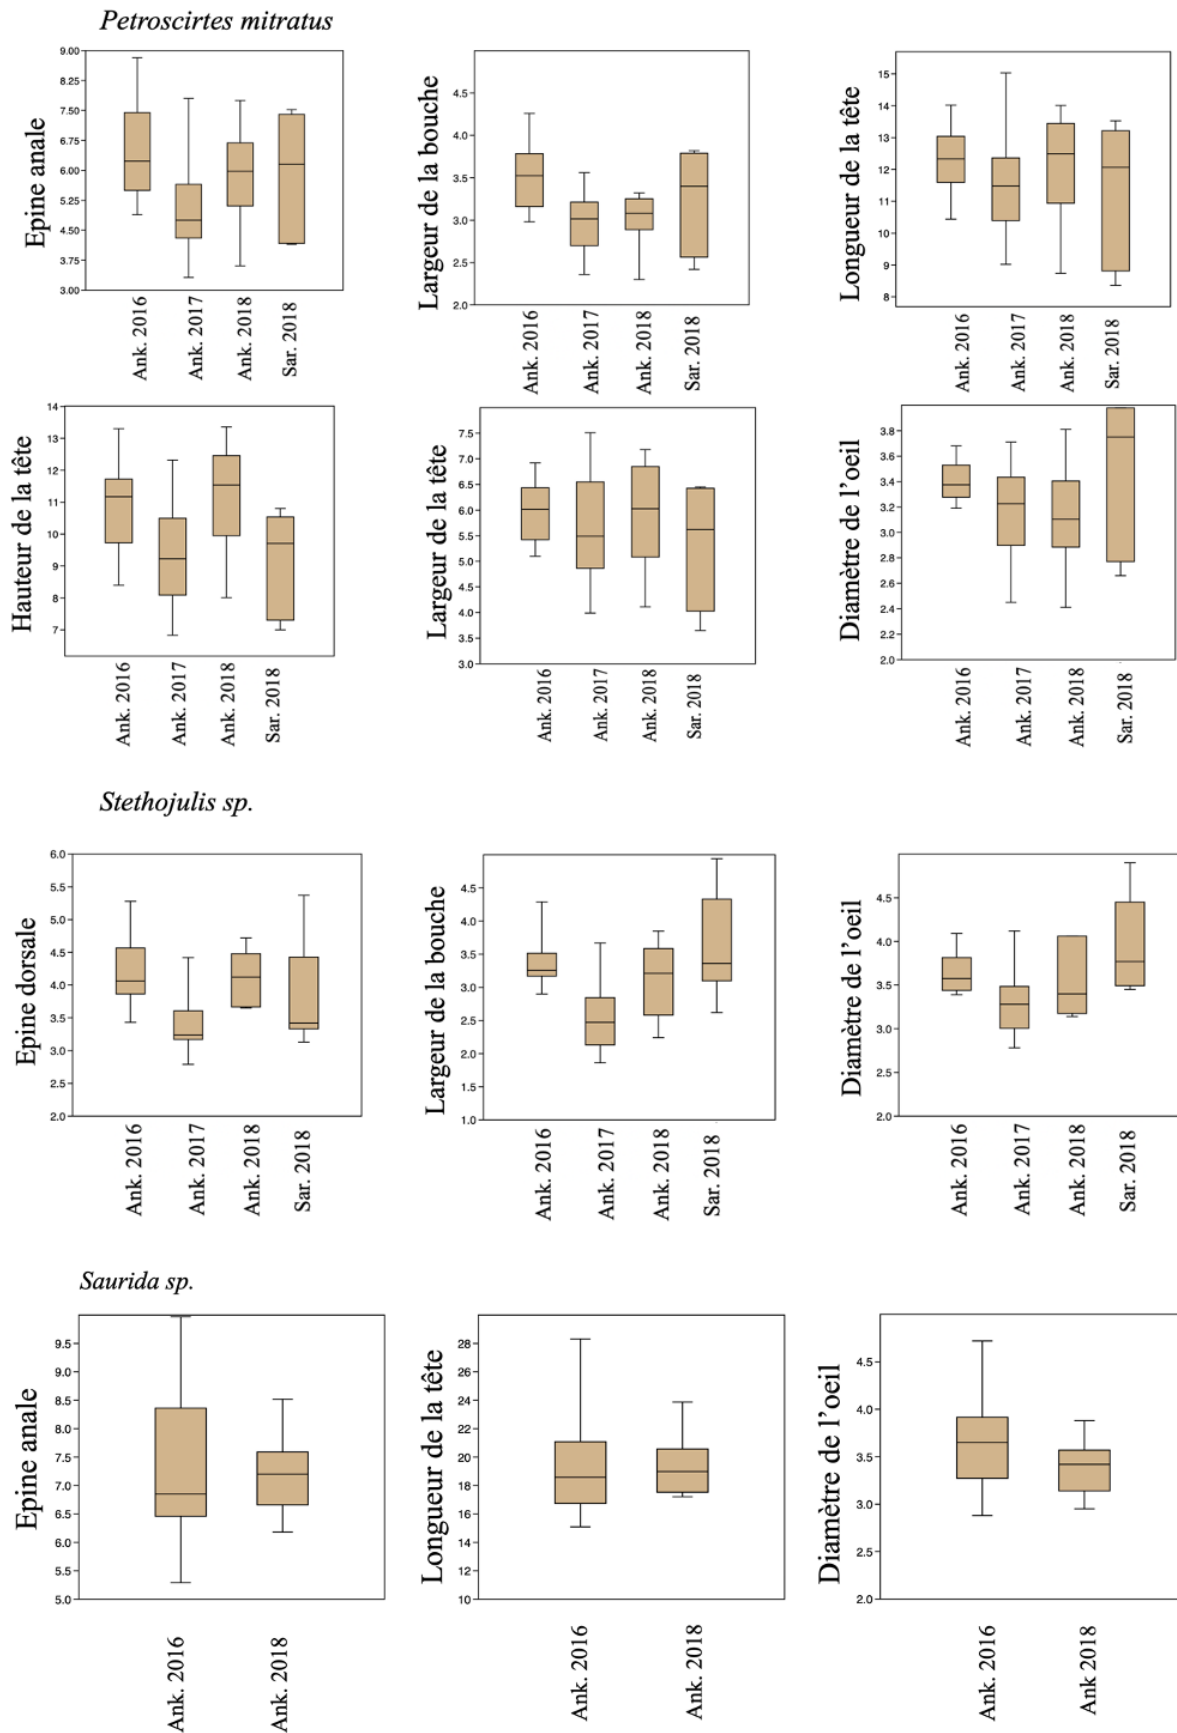 Petroscirtes mitratus
Epine anale
9.00
8.25
7.50
6.75
6.00
5.25
4.50
3.75
3.00
Ank. 2016
Ank. 2017
Ank. 2018
Sar. 2018
Largeur de la bouche
4.5
4.0
3.5
3.0
2.5
2.0
Ank. 2016
Ank. 2017
Ank. 2018
Sar. 2018
Longueur de la tête
15
14
13
12
11
10
9
8
Ank. 2016
Ank. 2017
Ank. 2018
Sar. 2018
Hauteur de la tête
14
13
12
11
10
9
8
7
Ank. 2016
Ank. 2017
Ank. 2018
Sar. 2018
Largeur de la tête
7.5
7.0
6.5
6.0
5.5
5.0
4.5
4.0
3.5
3.0
Ank. 2016
Ank. 2017
Ank. 2018
Sar. 2018
Diamètre de l’oeil
3.8
3.6
3.4
3.2
3.0
2.8
2.6
2.4
2.2
2.0
Ank. 2016
Ank. 2017
Ank. 2018
Sar. 2018
Stethojulis sp.
Epine dorsale
6.0
5.5
5.0
4.5
4.0
3.5
3.0
2.5
2.0
Ank. 2016
Ank. 2017
Ank. 2018
Sar. 2018
Largeur de la bouche
4.5
4.0
3.5
3.0
2.5
2.0
1.5
1.0
Ank. 2016
Ank. 2017
Ank. 2018
Sar. 2018
Diamètre de l’oeil
4.5
4.0
3.5
3.0
2.5
2.0
Ank. 2016
Ank. 2017
Ank. 2018
Sar. 2018
Saurida sp.
Epine anale
9.5
9.0
8.5
8.0
7.5
7.0
6.5
6.0
5.5
5.0
Ank. 2016
Ank. 2018
Longueur de la tête
28
26
24
22
20
18
16
14
12
10
Ank. 2016
Ank. 2018
Diamètre de l’oeil
4.5
4.0
3.5
3.0
2.5
2.0
Ank. 2016
Ank 2018